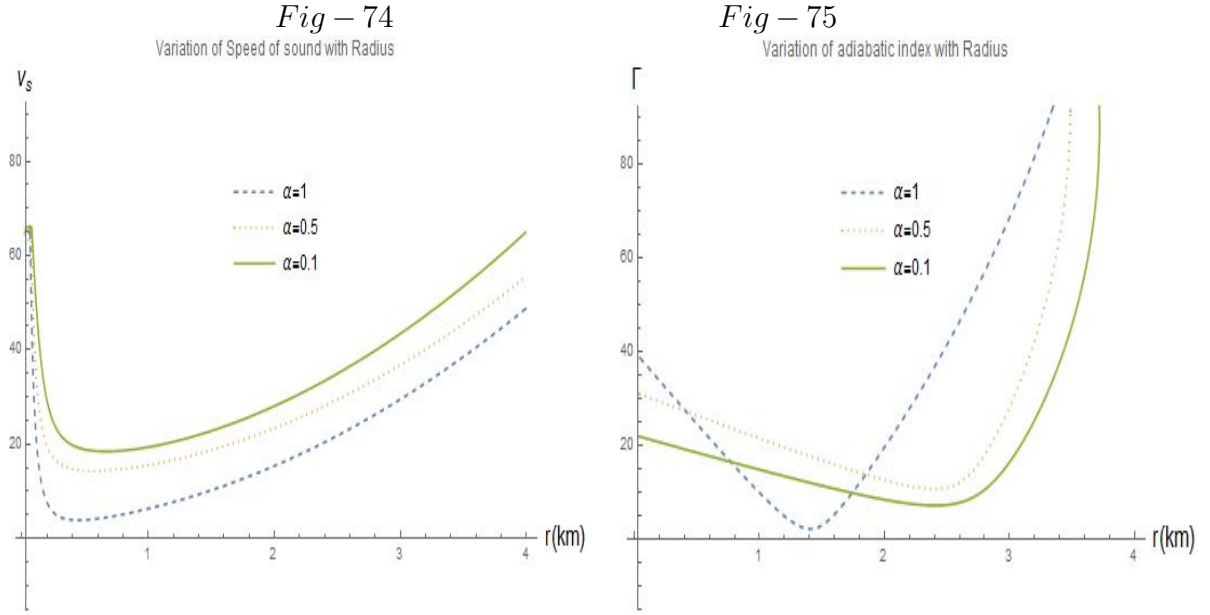 Fig – 74
Variation of Speed of sound with Radius
Vs
80
60
40
20
α=1
α=0.5
α=0.1
1
2
3
4
r(km)
Fig – 75
Variation of adiabatic index with Radius
Γ
80
60
40
20
α=1
α=0.5
α=0.1
1
2
3
4
r(km)